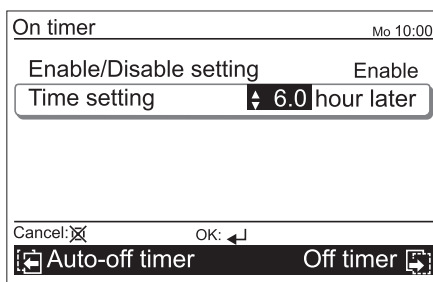 On timer Mo 10:00
Enable/Disable setting Enable
Time setting 6.0 hour later
Cancel: OK:
Auto-off timer Off timer